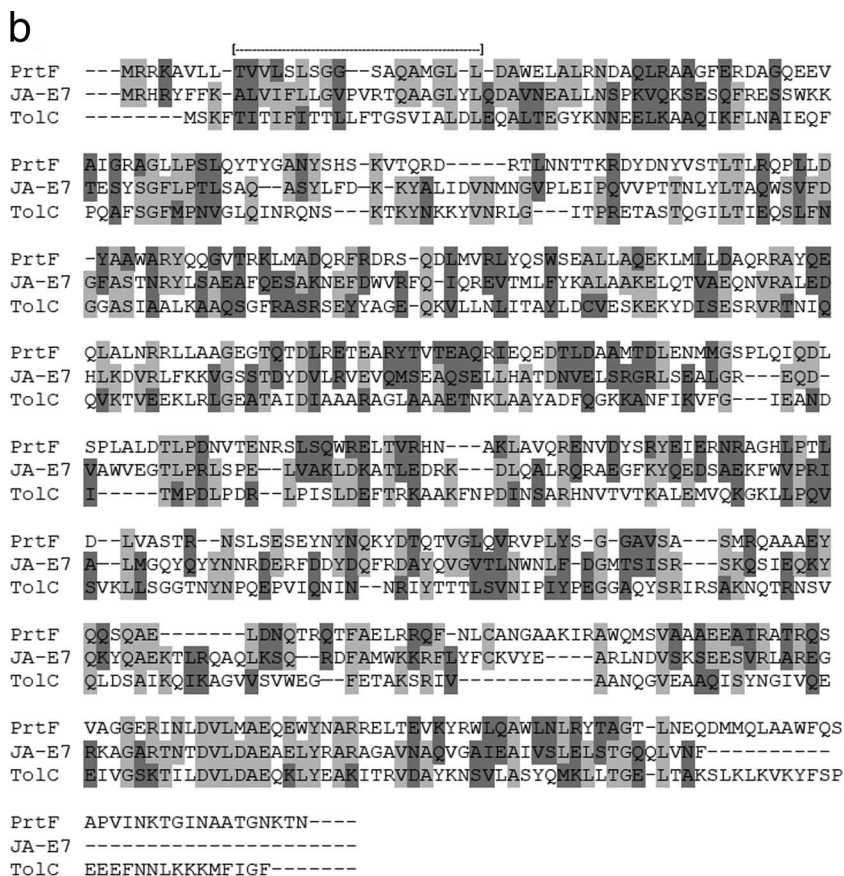 b
[------------------------------------------]
PrtF ---MRRKAVLL-TVVLSLSGG--SAQAMGL-L-DAWELALRNDAQLRAAGFERDAGQEEV
JA-E7 ---MRHRYFFK-ALVIFLLGVPVRTQAAGLYLQDAVNEALLNSPKVQKSESQFRESSWKK
TolC --------MSKFTITIFITTLLFTGSVIALDLEQALTEGYKNNEELKAAQIKFLNAIEQF
PrtF AIGRAGLLPSLQYTYGANYSHS-KVTQRD-----RTLNNTTKRDYDNYVSTLTLRQPLLD
JA-E7 TESYSGFLPTLSAQ--ASYLFD-K-KYALIDVNMNGVPLEIPQVVPTTNLYLTAQWSVFD
TolC PQAFSGFMPNVGLQINRQNS---KTKYNKKYVNRLG---ITPRETASTQGILTIEQSLFN
PrtF -YAAWARYQQGVTRKLMADQRFRDRS-QDLMVRLYQSWSEALLAQEKLMLLDAQRRAYQE
JA-E7 GFASTNRYLSAEAFQESAKNEFDWVRFQ-IQREVTMLFYKALAAKELQTVAEQNVRALED
TolC GGASIAALKAAQSGFRASRSEYYAGE-QKVLLNLITAYLDCVESKEKYDISESRVRTNIQ
PrtF QLALNRRLLAAGEGTQTDLRETEARYTVTEAQRIEQEDTLDAAMTDLENMMGSPLQIQDL
JA-E7 HLKDVRLFKKVGSSTDYDVLRVEVQMSEAQSELLHATDNVELSRGRLSEALGR---EQD-
TolC QVKTVEEKLRLGEATAIDIAAARAGLAAAETNKLAAYADFQGKKANFIKVFG---IEAND
PrtF SPLALDTLPDNVTENRSLSQWRELTVRHN---AKLAVQRENVDYSRYEIERNRAGHLPTL
JA-E7 VAWVEGTLPRLSPE--LVAKLDKATLEDRK---DLQALRQRAEGFKYQEDSAEKFWVPRI
TolC I-----TMPDLPDR--LPISLDEFTRKAAKFNPDINSARHNVTVTKALEMVQKGKLLPQV
PrtF D--LVASTR--NSLSESEYNYNQKYDTQTVGLQVRVPLYS-G-GAVSA---SMRQAAAEY
JA-E7 A--LMGQYQYYNNRDERFDDYDQFRDAYQVGVTLNWNLF-DGMTSISR---SKQSIEQKY
TolC SVKLLSGGTNYNPQEPVIQNIN--NRIYTTTLSVNIPIYPEGGAQYSRIRSAKNQTRNSV
PrtF QQSQAE-------LDNQTRQTFAELRRQF-NLCANGAAKIRAWQMSVAAAEEAIRATRQS
JA-E7 QKYQAEKTLRQAQLKSQ--RDFAMWKKRFLYFCKVYE----ARLNDVSKSEESVRLAREG
TolC QLDSAIKQIKAGVVSVWEG--FETAKSRIV-----------AANQGVEAAQISYNGIVQE
PrtF VAGGERINLDVLMAEQEWYNARRELTEVKYRWLQAWLNLRYTAGT-LNEQDMMQLAAWFQS
JA-E7 RKAGARTNTDVLDAEAELYRARAGAVNAQVGAIEAIVSLELSTGQQLVNF----------
TolC EIVGSKTILDVLDAEQKLYEAKITRVDAYKNSVLASYQMKLLTGE-LTAKSLKLKVKYFSP
PrtF APVINKTGINAATGNKTN----
JA-E7 ----------------------
TolC EEEFNNLKKKMFIGF-------